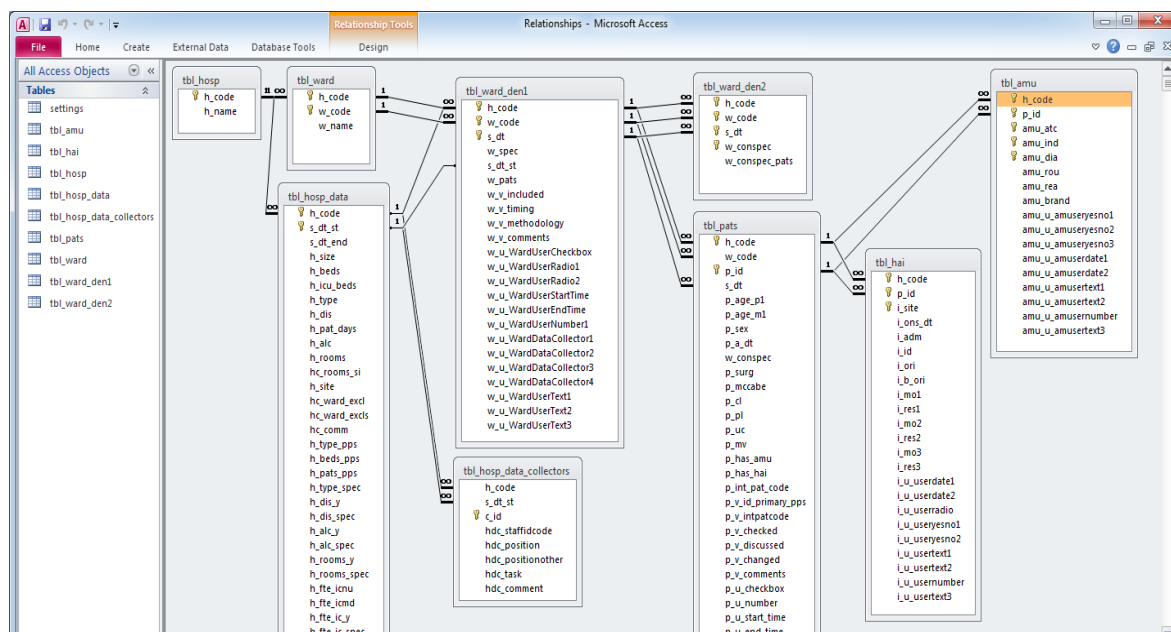 Relationship Tools
Relationships - Microsoft Access
File
Home
Create
External Data
Database Tools
Design
All Access Objects
Tables
settings
tbl_amu
tbl_hai
tbl_hosp
tbl_hosp_data
tbl_hosp_data_collectors
tbl_pats
tbl_ward
tbl_ward_den1
tbl_ward_den2
tbl_hosp
h_code
h_name
tbl_ward
h_code
w_code
w_name
tbl_hosp_data
h_code
s_dt_st
s_dt_end
h_size
h_beds
h_icu_beds
h_type
h_dis
h_pat_days
h_alc
h_rooms
hc_rooms_si
h_site
hc_ward_excl
hc_ward_excls
hc_comm
h_type_pps
h_beds_pps
h_pats_pps
h_type_spec
h_dis_y
h_dis_spec
h_alc_y
h_alc_spec
h_rooms_y
h_rooms_spec
h_fte_icnu
h_fte_icmd
h_fte_ic_y
h_fte_ic_spec
tbl_ward_den1
h_code
w_code
s_dt
w_spec
s_dt_st
w_pats
w_v_included
w_v_timing
w_v_methodology
w_v_comments
w_u_WardUserCheckbox
w_u_WardUserRadio1
w_u_WardUserRadio2
w_u_WardUserStartTime
w_u_WardUserEndTime
w_u_WardUserNumber1
w_u_WardDataCollector1
w_u_WardDataCollector2
w_u_WardDataCollector3
w_u_WardDataCollector4
w_u_WardUserText1
w_u_WardUserText2
w_u_WardUserText3
tbl_hosp_data_collectors
h_code
s_dt_st
c_id
hdc_staffidcode
hdc_position
hdc_positionother
hdc_task
hdc_comment
tbl_ward_den2
h_code
w_code
s_dt
w_conspec
w_conspec_pats
tbl_pats
h_code
w_code
p_id
s_dt
p_age_p1
p_age_m1
p_sex
p_a_dt
w_conspec
p_surg
p_mccabe
p_cl
p_pl
p_uc
p_mv
p_has_amu
p_has_hai
p_int_pat_code
p_v_id_primary_pps
p_v_intpatcode
p_v_checked
p_v_discussed
p_v_changed
p_v_comments
p_u_checkbox
p_u_number
p_u_start_time
p_u_end_time
tbl_hai
h_code
p_id
i_site
i_ons_dt
i_adm
i_id
i_ori
i_b_ori
i_mo1
i_res1
i_mo2
i_res2
i_mo3
i_res3
i_u_userdate1
i_u_userdate2
i_u_userradio
i_u_useryesno1
i_u_useryesno2
i_u_usertext1
i_u_usertext2
i_u_usernumber
i_u_usertext3
tbl_amu
h_code
p_id
amu_atc
amu_ind
amu_dia
amu_rou
amu_rea
amu_brand
amu_u_amuseryesno1
amu_u_amuseryesno2
amu_u_amuseryesno3
amu_u_amuserdate1
amu_u_amuserdate2
amu_u_amusertext1
amu_u_amusertext2
amu_u_amusernumber
amu_u_amusertext3